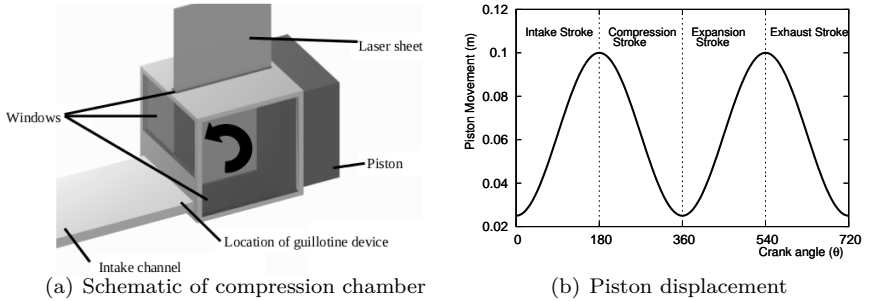 Laser sheet
Windows
Piston
Location of guillotine device
Intake channel
(a) Schematic of compression chamber
0.12
0.1
0.08
0.06
0.04
0.02
Piston Movement (m)
Intake Stroke
Compression
Stroke
Expansion
Stroke
Exhaust Stroke
0
180
360
540
720
Crank angle (θ)
(b) Piston displacement